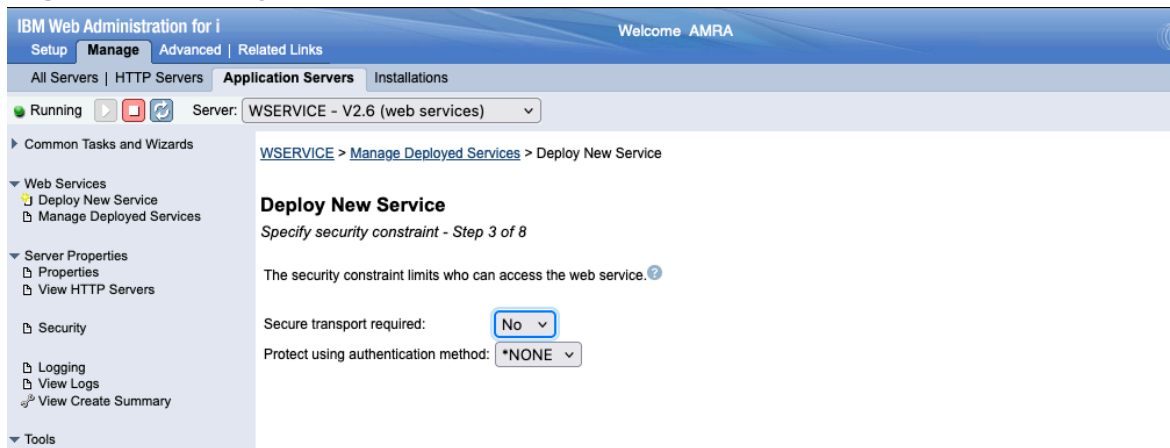 IBM Web Administration for i
Welcome AMRA
Setup Manage Advanced | Related Links
All Servers | HTTP Servers Application Servers Installations
Running Server: WSERVICE - V2.6 (web services)
Common Tasks and Wizards
WSERVICE > Manage Deployed Services > Deploy New Service
Web Services
Deploy New Service
Manage Deployed Services
Server Properties
Properties
View HTTP Servers
Security
Logging
View Logs
View Create Summary
Tools
Deploy New Service
Specify security constraint - Step 3 of 8
The security constraint limits who can access the web service.?
Secure transport required: No
Protect using authentication method: *NONE